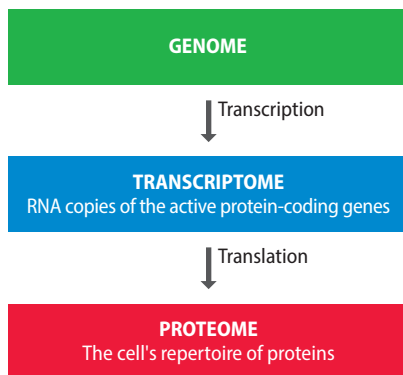 GENOME
Transcription
TRANSCRIPTOME
RNA copies of the active protein-coding genes
Translation
PROTEOME
The cell's repertoire of proteins